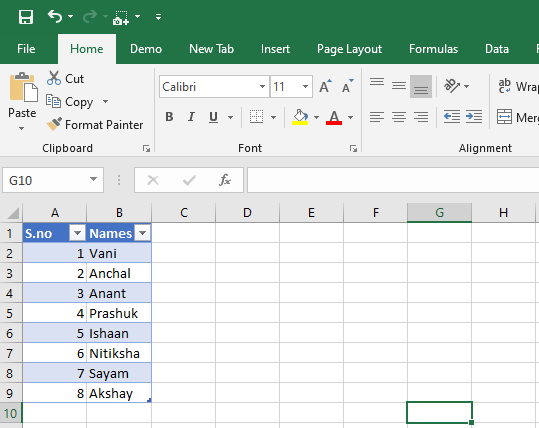 File Home Demo New Tab Insert Page Layout Formulas Data
Cut
Calibri 11 A A ab Wrap
Copy
Paste B I U A Merg
Format Painter
Clipboard Font Alignment
G10 fx
A B C D E F G H
1 S.no Names
2 1 Vani
3 2 Anchal
4 3 Anant
5 4 Prashuk
6 5 Ishaan
7 6 Nitiksha
8 7 Sayam
9 8 Akshay
10